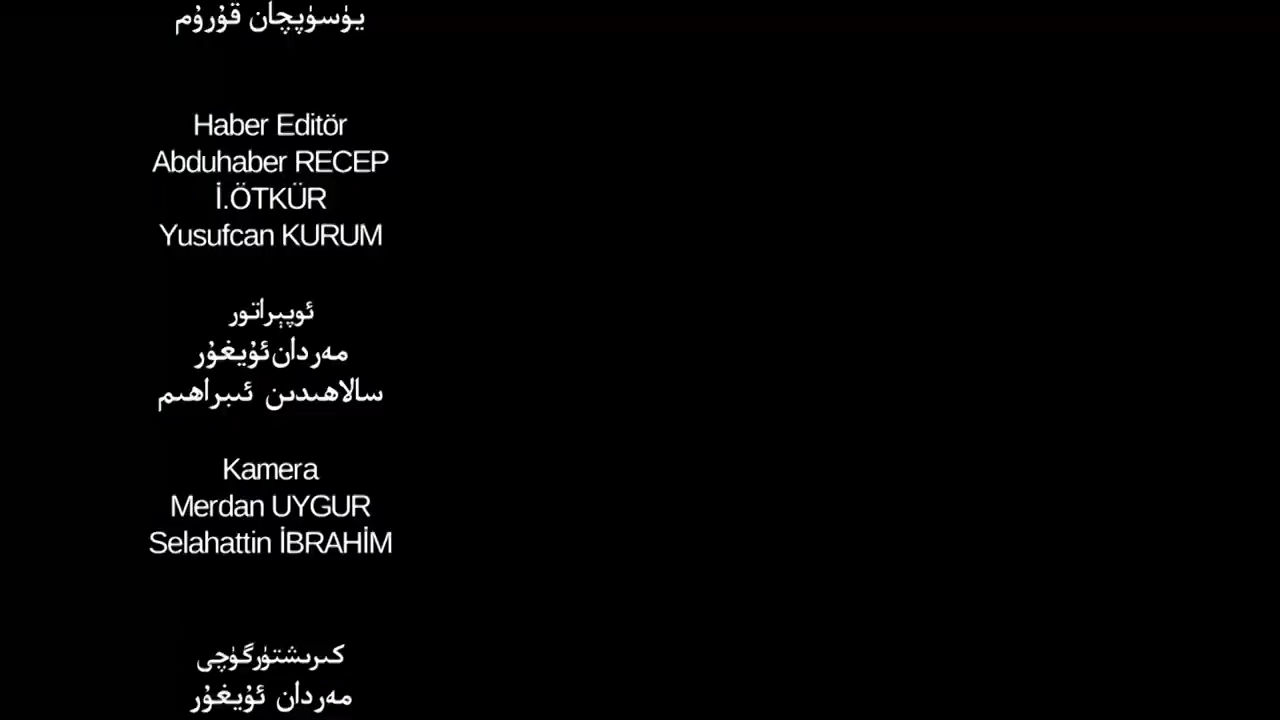 يۈسۈپچان قۇرۇم
Haber Editör
Abduhaber RECEP
İ.ÖTKÜR
Yusufcan KURUM
ئوپېراتور
مەردان ئۇيغۇر
سالاھىدىن ئىبراھىم
Kamera
Merdan UYGUR
Selahattin İBRAHİM
كىرىشتۈرگۈچى
مەردان ئۇيغۇر